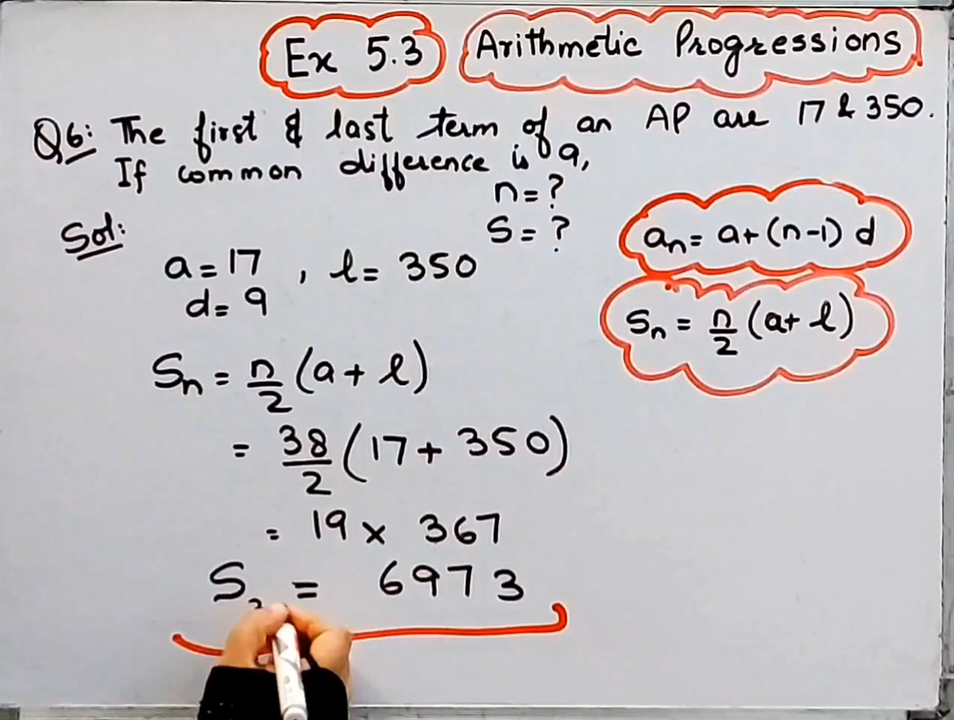 Ex 5.3 Arithmetic Progressions
Q6: The first & last term of an AP are 17 & 350.
If common difference is 9,
n = ?
S = ?
Sol:
a = 17 , l = 350
d = 9
an = a + (n-1) d
Sn = n/2 (a + l)
Sn = n/2 (a + l)
= 38/2 (17 + 350)
= 19 × 367
S = 6973